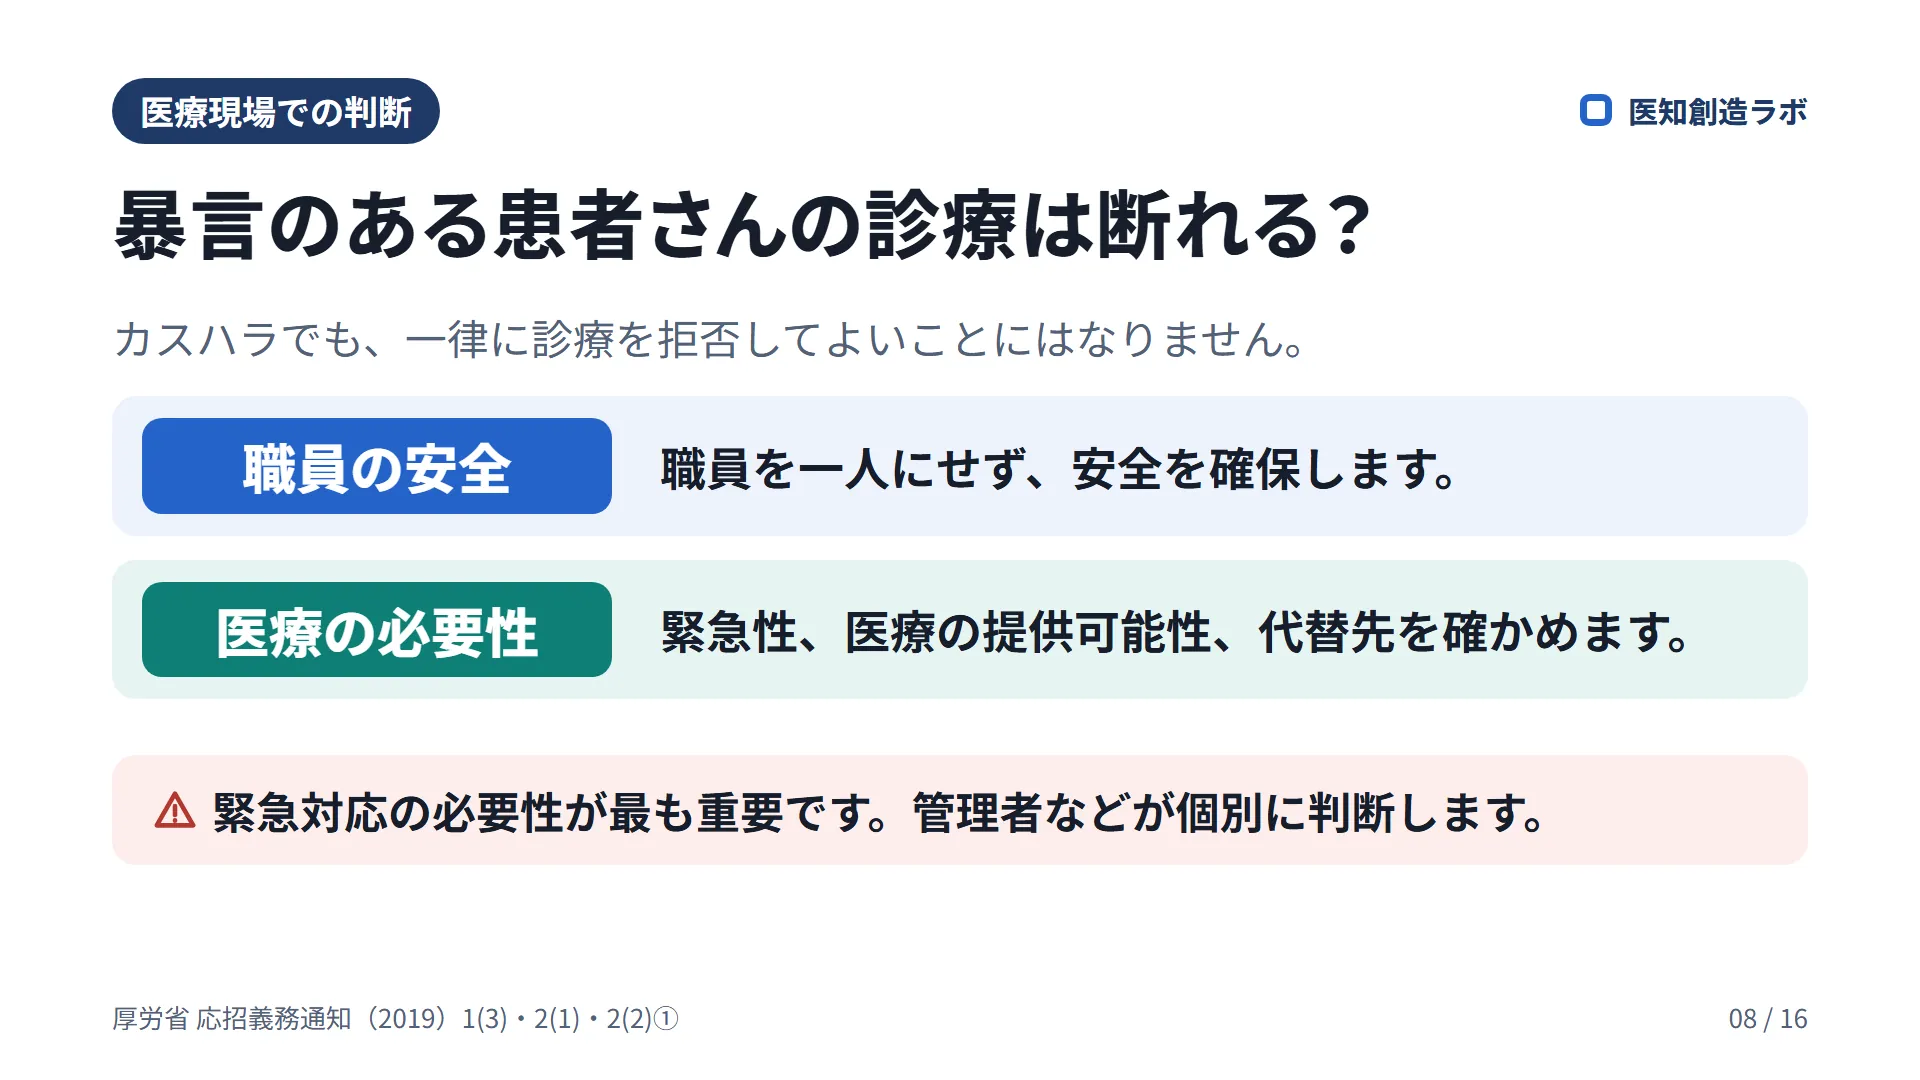 医療現場での判断
医知創造ラボ
暴言のある患者さんの診療は断れる？
カスハラでも、一律に診療を拒否してよいことにはなりません。
職員の安全
職員を一人にせず、安全を確保します。
医療の必要性
緊急性、医療の提供可能性、代替先を確かめます。
緊急対応の必要性が最も重要です。管理者などが個別に判断します。
厚労省 応招義務通知（2019）1(3)・2(1)・2(2)①
08 / 16